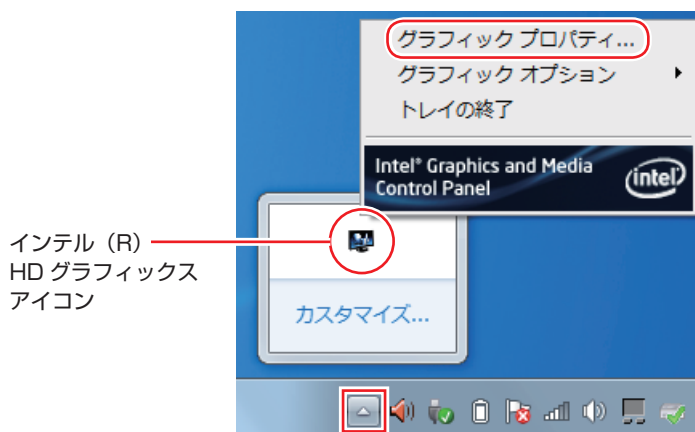 グラフィック プロパティ...
グラフィック オプション
トレイの終了
Intel® Graphics and Media
Control Panel
intel
インテル（R）
HD グラフィックス
アイコン
カスタマイズ...